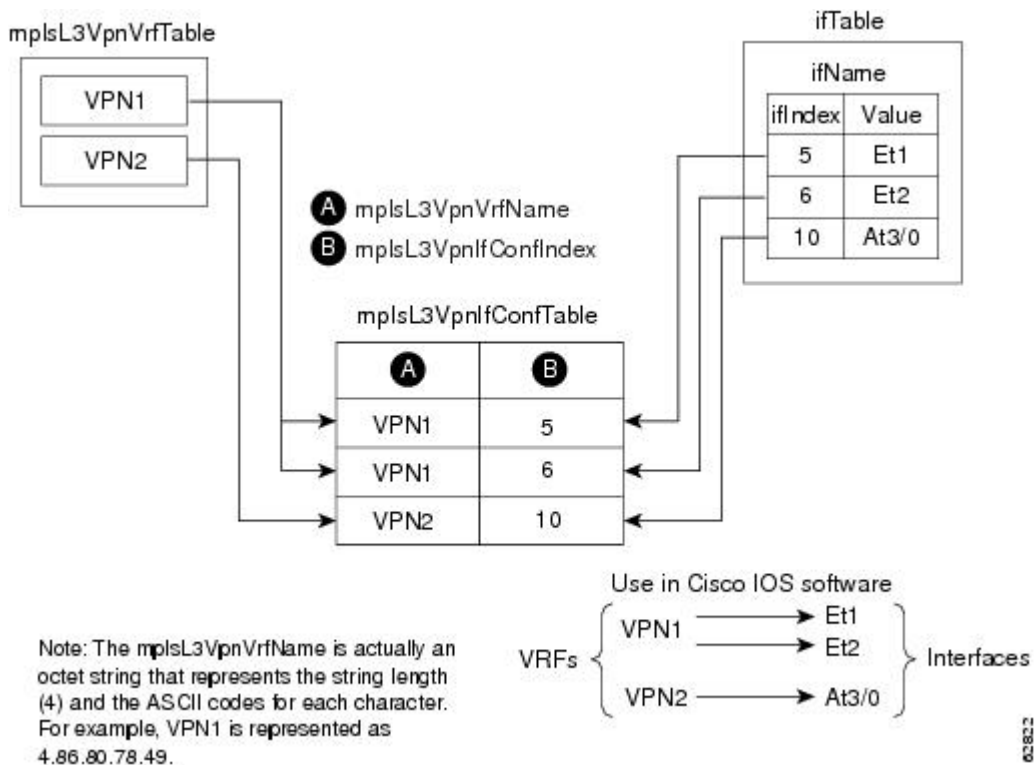 mplsL3VpnVrfTable
VPN1
VPN2
ifTable
ifName
ifIndex Value
5 Et1
6 Et2
10 At3/0
A mplsL3VpnVrfName
B mplsL3VpnIfConfIndex
mplsL3VpnIfConfTable
A B
VPN1 5
VPN1 6
VPN2 10
Use in Cisco IOS software
VRFs
VPN1
Et1
Et2
VPN2
At3/0
Interfaces
Note: The mplsL3VpnVrfName is actually an
octet string that represents the string length
(4) and the ASCII codes for each character.
For example, VPN1 is represented as
4.86.80.78.49.
62822